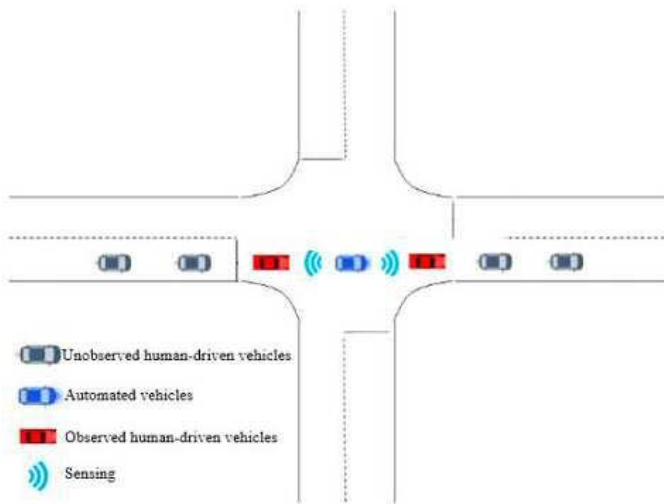 Unobserved human-driven vehicles
Automated vehicles
Observed human-driven vehicles
Sensing